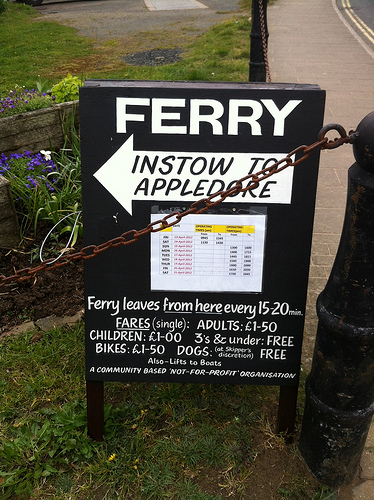 FERRY
INSTOW TO
APPLEDORE
Ferry leaves from here every 15-20 min.
FARES (single): ADULTS: £1-50
CHILDREN: £1-00 3's & under: FREE
BIKES: £1-50 DOGS: (at Skipper's discretion) FREE
Also - Lifts to Boats
A COMMUNITY BASED 'NOT-FOR-PROFIT' ORGANISATION